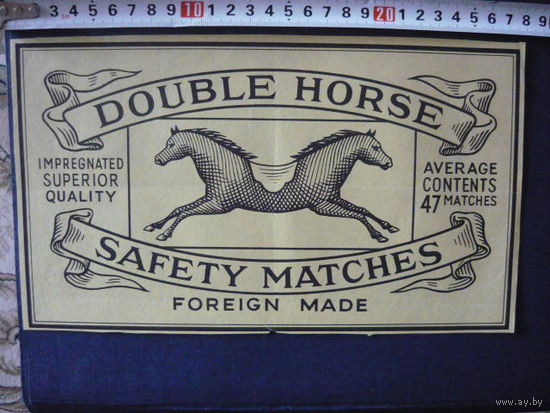 3 4 5 6 7 8 9 10 1 2 3 4 5 6 7 8 9 20 1 2 3 4 5 6 7 8
DOUBLE HORSE
IMPREGNATED
SUPERIOR
QUALITY
AVERAGE
CONTENTS
47 MATCHES
SAFETY MATCHES
FOREIGN MADE
www.ay.by